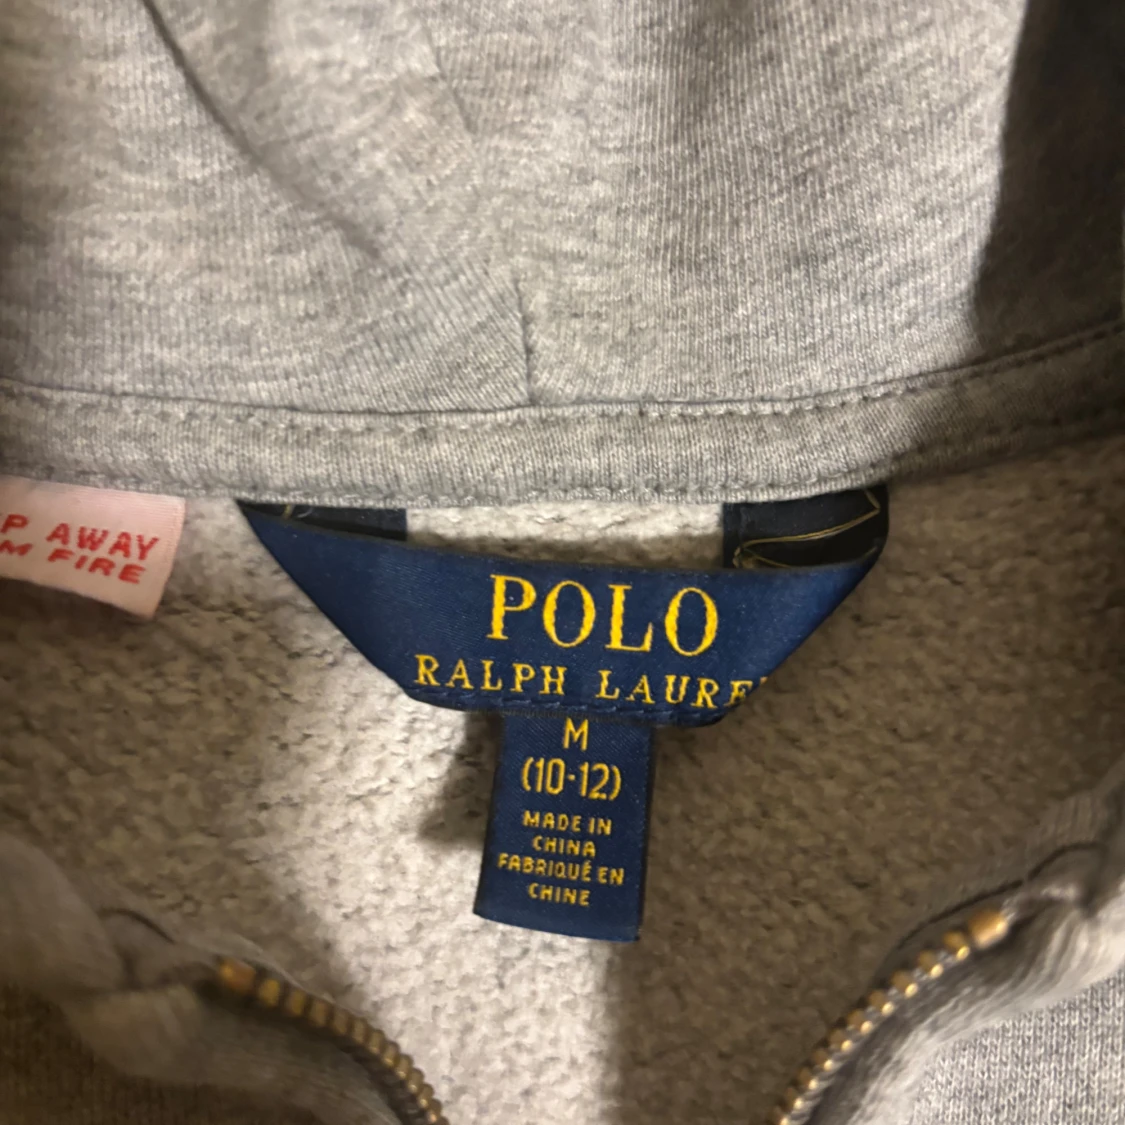 P AWAY
M FIRE
POLO
RALPH LAURE
M
(10-12)
MADE IN
CHINA
FABRIQUÉ EN
CHINE